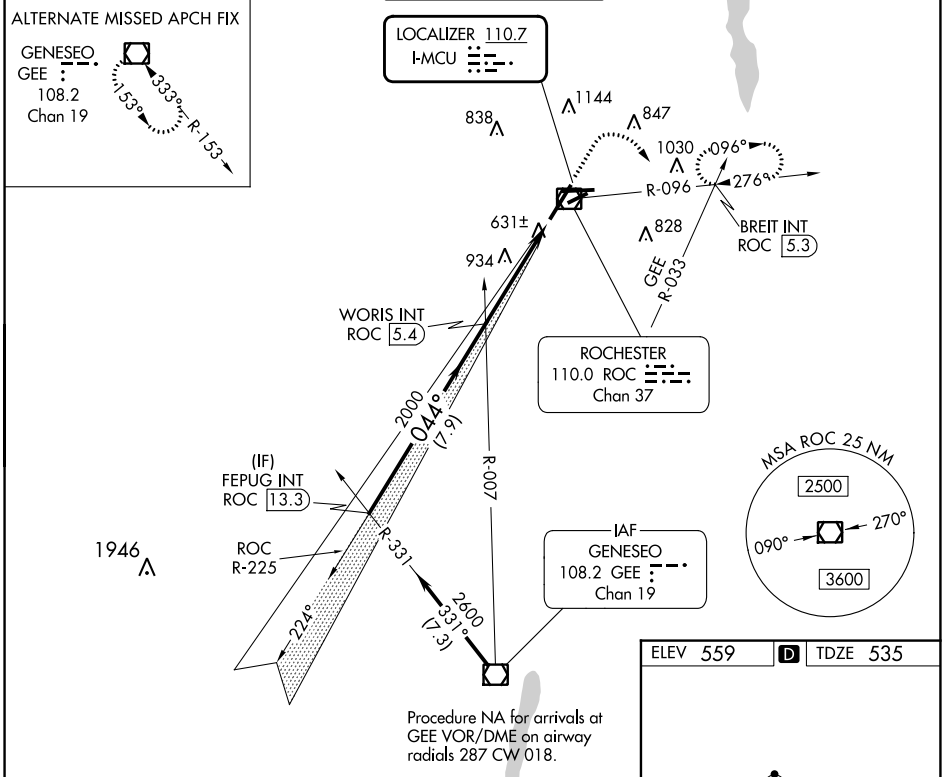 ALTERNATE MISSED APCH FIX
GENESEO
GEE
108.2
Chan 19
153°
333°
R-153
LOCALIZER 110.7
I-MCU
838
1144
847
1030
096°
R-096
276°
BREIT INT
ROC 5.3
828
GEE
R-033
631±
934
WORIS INT
ROC 5.4
ROCHESTER
110.0 ROC
Chan 37
2000
044°
(7.9)
R-007
(IF)
FEPUG INT
ROC 13.3
R-331
ROC
R-225
224°
1946
2600
331°
(7.3)
IAF
GENESEO
108.2 GEE
Chan 19
MSA ROC 25 NM
2500
090°
270°
3600
Procedure NA for arrivals at
GEE VOR/DME on airway
radials 287 CW 018.
ELEV 559 D TDZE 535